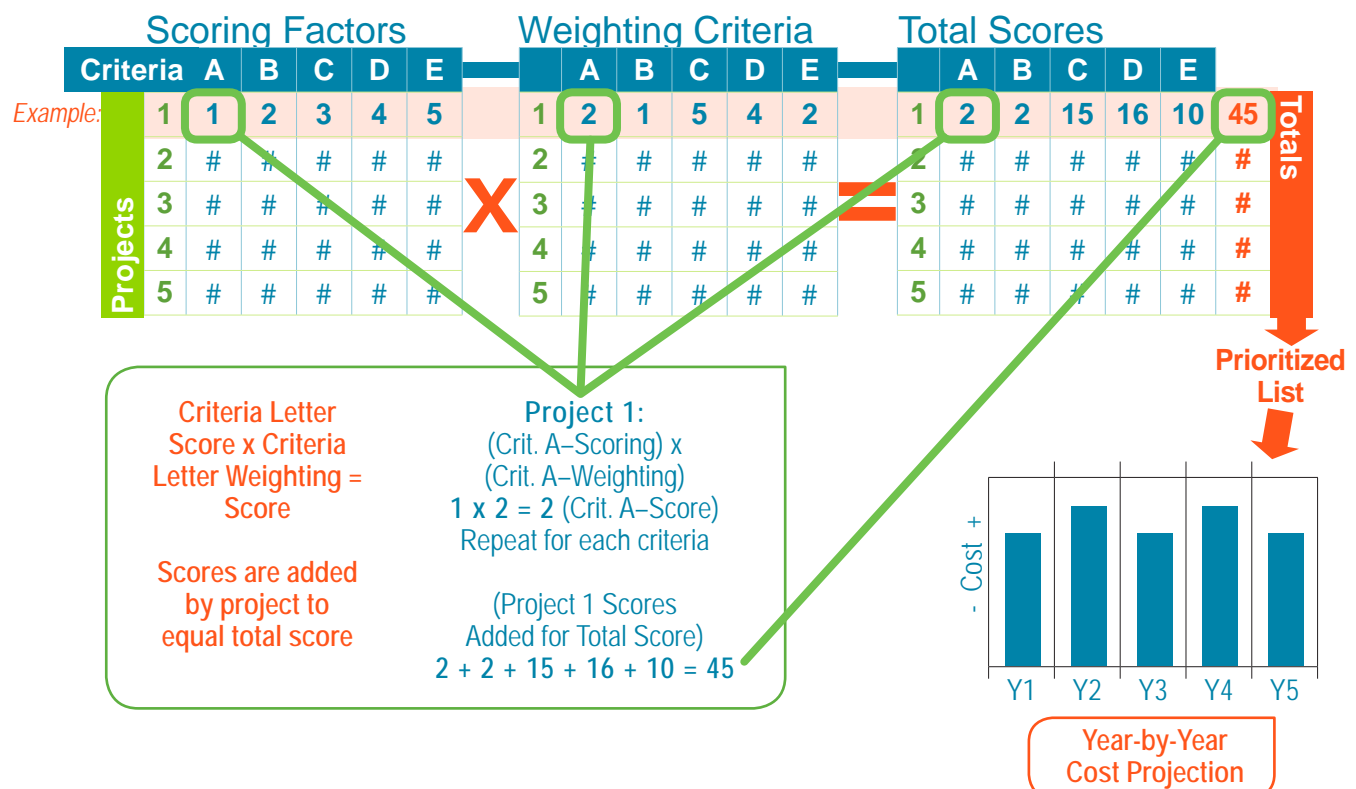 Scoring Factors Weighting Criteria Total Scores
Criteria A B C D E A B C D E A B C D E
Example: 1 1 2 3 4 5 1 2 1 5 4 2 1 2 2 15 16 10 45
2 # # # # # 2 # # # # # 2 # # # # # #
3 # # # # # X 3 # # # # # = 3 # # # # # #
4 # # # # # 4 # # # # # 4 # # # # # #
5 # # # # # 5 # # # # # 5 # # # # # #
Projects
Totals
Prioritized
List
Criteria Letter
Score x Criteria
Letter Weighting =
Score
Scores are added
by project to
equal total score
Project 1:
(Crit. A–Scoring) x
(Crit. A–Weighting)
1 x 2 = 2 (Crit. A–Score)
Repeat for each criteria
(Project 1 Scores
Added for Total Score)
2 + 2 + 15 + 16 + 10 = 45
- Cost +
Y1 Y2 Y3 Y4 Y5
Year-by-Year
Cost Projection